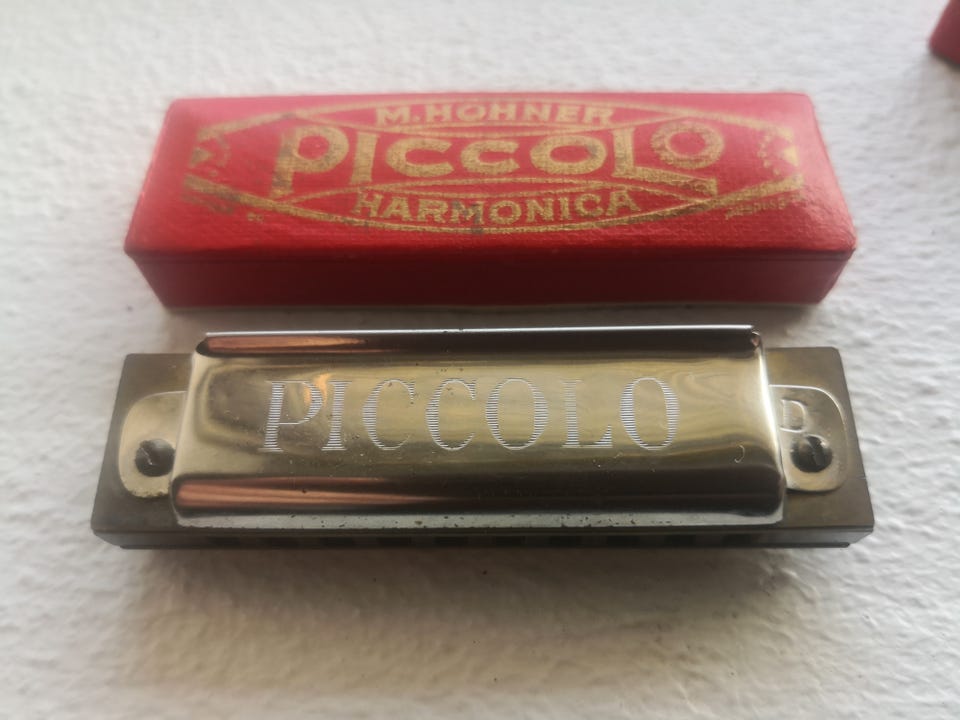 M. HOHNER
PICCOLO
HARMONICA
PICCOLO
D